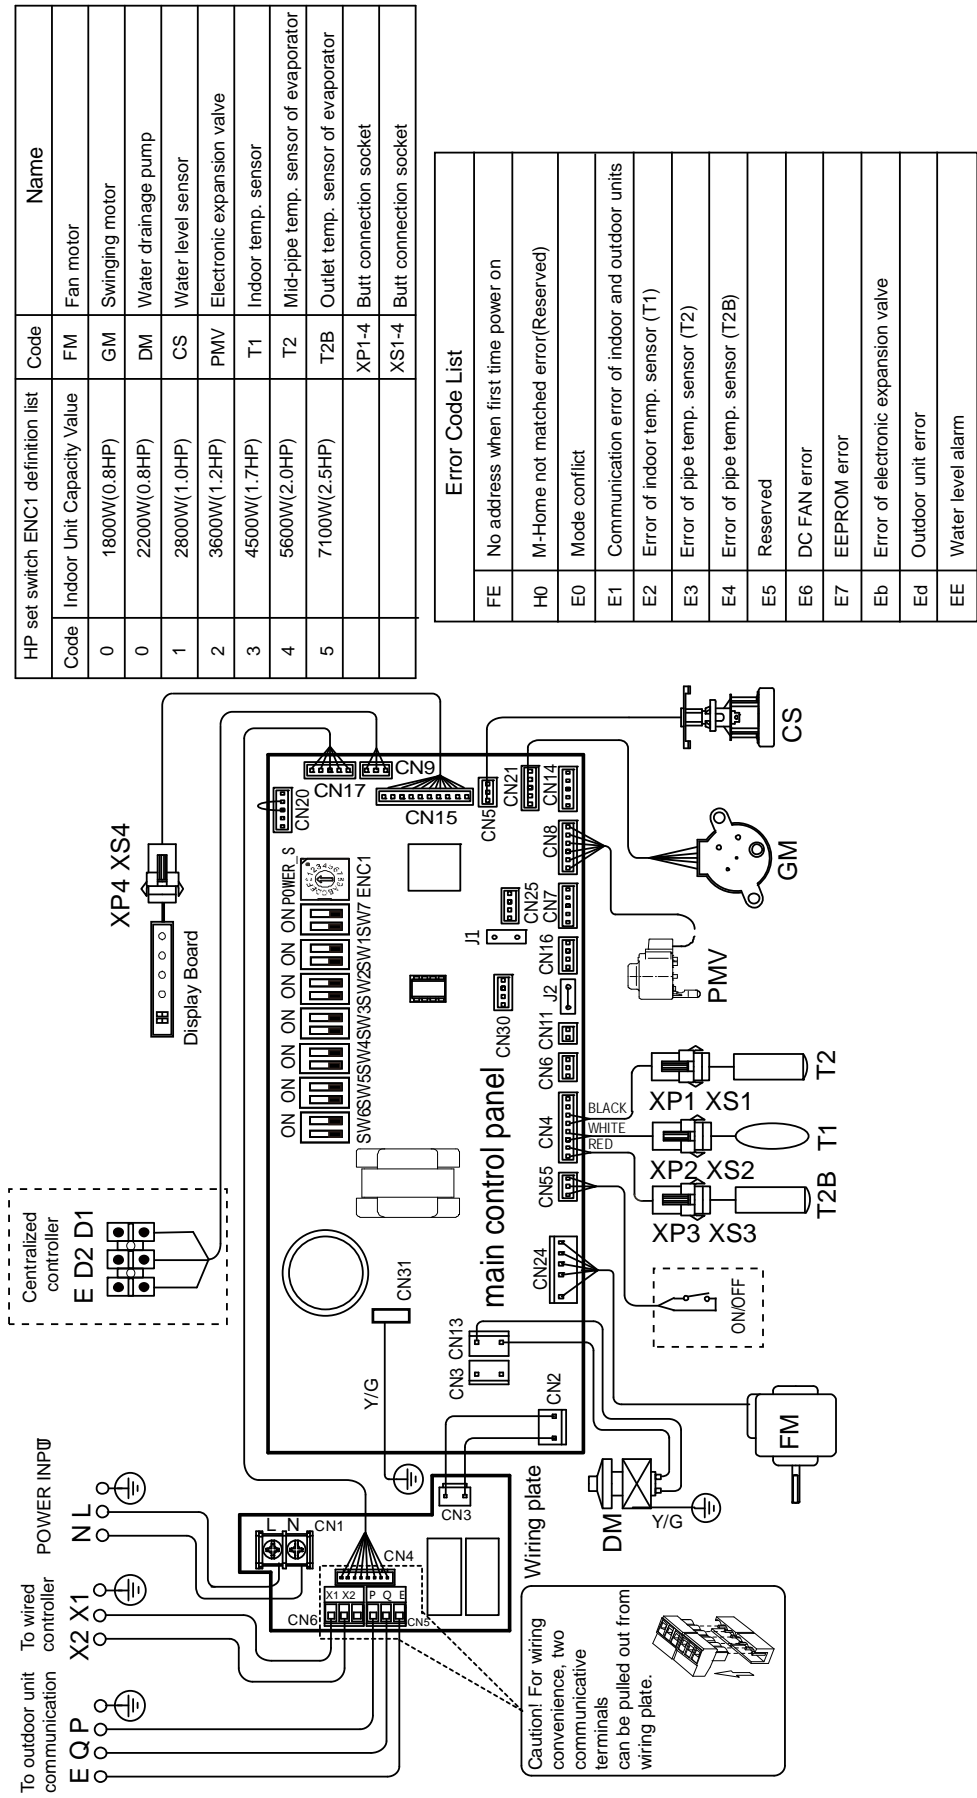 HP set switch ENC1 definition list Code Name
Code Indoor Unit Capacity Value
0 1800W(0.8HP) FM Fan motor
0 2200W(0.8HP) GM Swinging motor
1 2800W(1.0HP) DM Water drainage pump
2 3600W(1.2HP) CS Water level sensor
3 4500W(1.7HP) PMV Electronic expansion valve
4 5600W(2.0HP) T1 Indoor temp. sensor
5 7100W(2.5HP) T2 Mid-pipe temp. sensor of evaporator
T2B Outlet temp. sensor of evaporator
XP1-4 Butt connection socket
XS1-4 Butt connection socket
Error Code List
FE No address when first time power on
H0 M-Home not matched error(Reserved)
E0 Mode conflict
E1 Communication error of indoor and outdoor units
E2 Error of indoor temp. sensor (T1)
E3 Error of pipe temp. sensor (T2)
E4 Error of pipe temp. sensor (T2B)
E5 Reserved
E6 DC FAN error
E7 EEPROM error
Eb Error of electronic expansion valve
Ed Outdoor unit error
EE Water level alarm
To outdoor unit
communication
E Q P
To wired
controller
X2 X1
POWER INPUT
N L
Centralized
controller
E D2 D1
XP4 XS4
Display Board
L N
CN1
CN4
X1 X2
P Q E
CN6
CN5
CN3
Wiring plate
Y/G
CN31
ON ON ON ON ON ON ON
SW6 SW5 SW4 SW3 SW2 SW1 SW7
POWER_S
ENC1
CN20
CN17
CN9
CN15
CN5
CN21
CN14
CN8
CN7
CN25
J1
CN16
J2
CN30
CN11
CN6
CN4
CN55
CN24
CN13
CN3
CN2
main control panel
BLACK
WHITE
RED
XP1 XS1
T2
XP2 XS2
T1
XP3 XS3
T2B
ON/OFF
FM
DM
Y/G
PMV
GM
CS
Caution! For wiring
convenience, two
communicative
terminals
can be pulled out from
wiring plate.